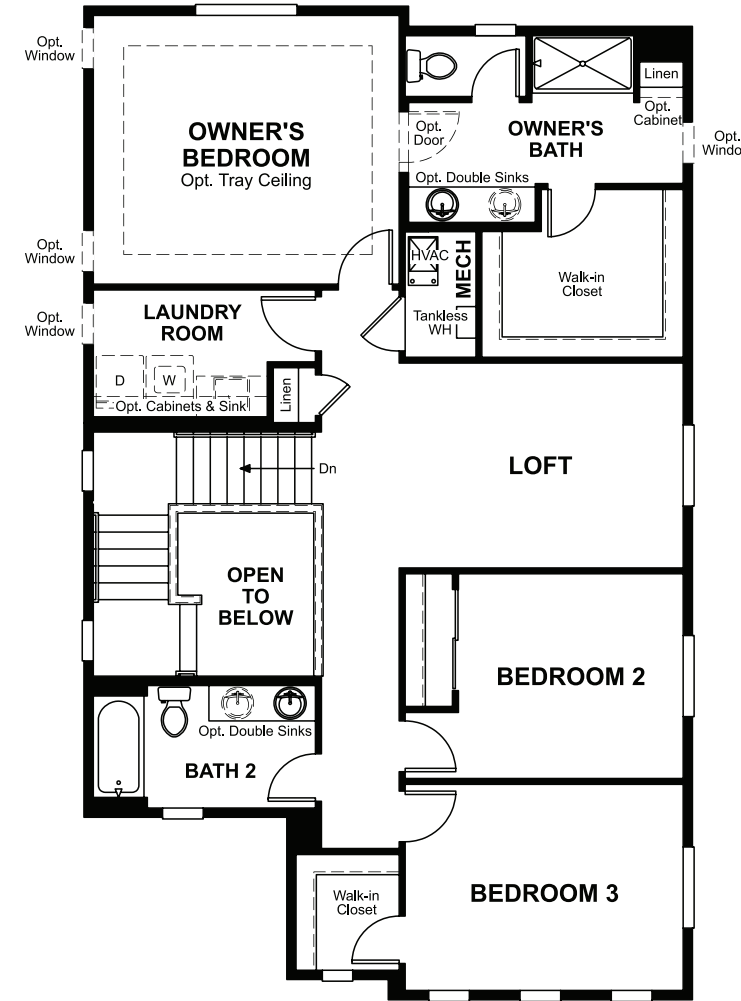 Opt.
Window
OWNER'S
BEDROOM
Opt. Tray Ceiling
Opt.
Door
OWNER'S
BATH
Linen
Opt.
Cabinet
Opt.
Windo
Opt. Double Sinks
Opt.
Window
HVAC
MECH
Tankless
WH
Walk-in
Closet
Opt.
Window
LAUNDRY
ROOM
D
W
Opt. Cabinets & Sink
Linen
Dn
LOFT
OPEN
TO
BELOW
BEDROOM 2
Opt. Double Sinks
BATH 2
Walk-in
Closet
BEDROOM 3